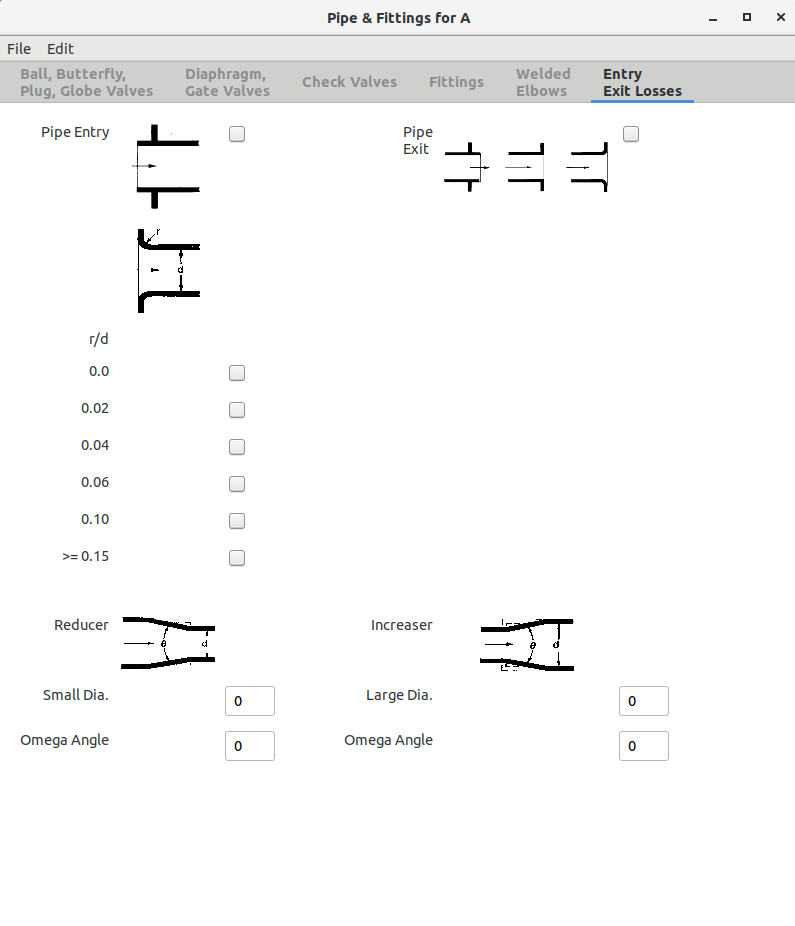 Pipe & Fittings for A
File Edit
Ball, Butterfly,
Plug, Globe Valves
Diaphragm,
Gate Valves
Check Valves
Fittings
Welded
Elbows
Entry
Exit Losses
Pipe Entry
Pipe
Exit
r
d
r/d
0.0
0.02
0.04
0.06
0.10
>= 0.15
Reducer
θ
d
Increaser
θ
d
Small Dia.
0
Large Dia.
0
Omega Angle
0
Omega Angle
0